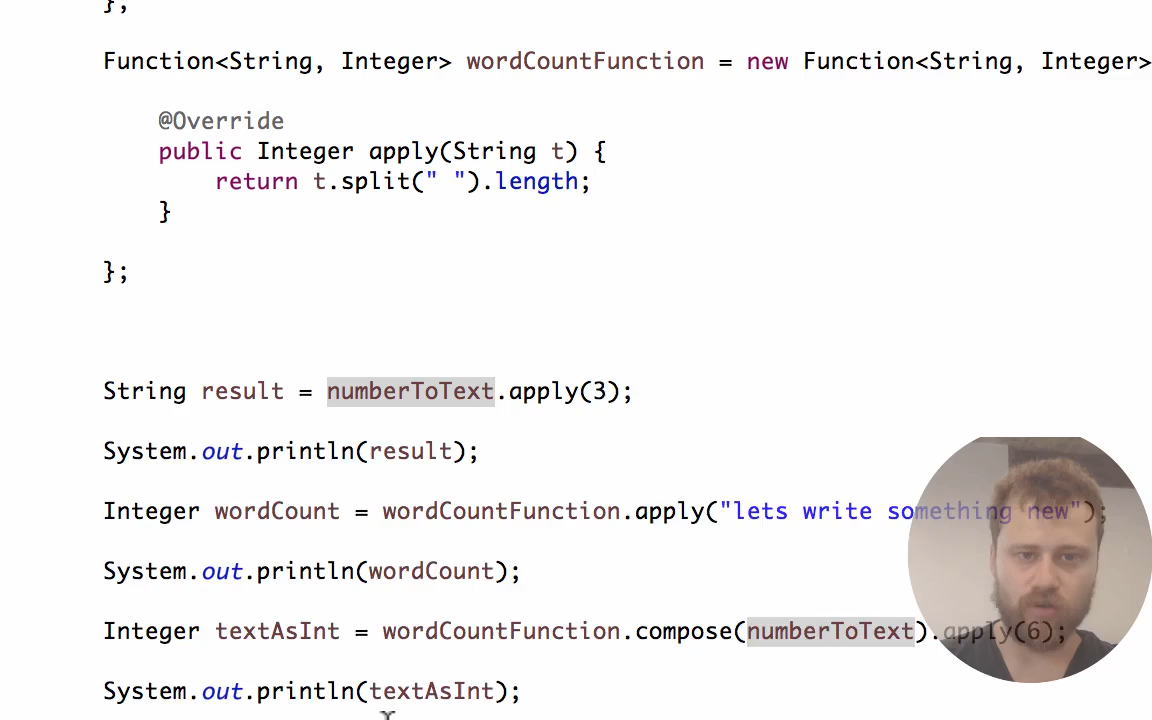 };
Function<String, Integer> wordCountFunction = new Function<String, Integer>
@Override
public Integer apply(String t) {
return t.split(" ").length;
}
};
String result = numberToText.apply(3);
System.out.println(result);
Integer wordCount = wordCountFunction.apply("lets write something new");
System.out.println(wordCount);
Integer textAsInt = wordCountFunction.compose(numberToText).apply(6);
System.out.println(textAsInt);